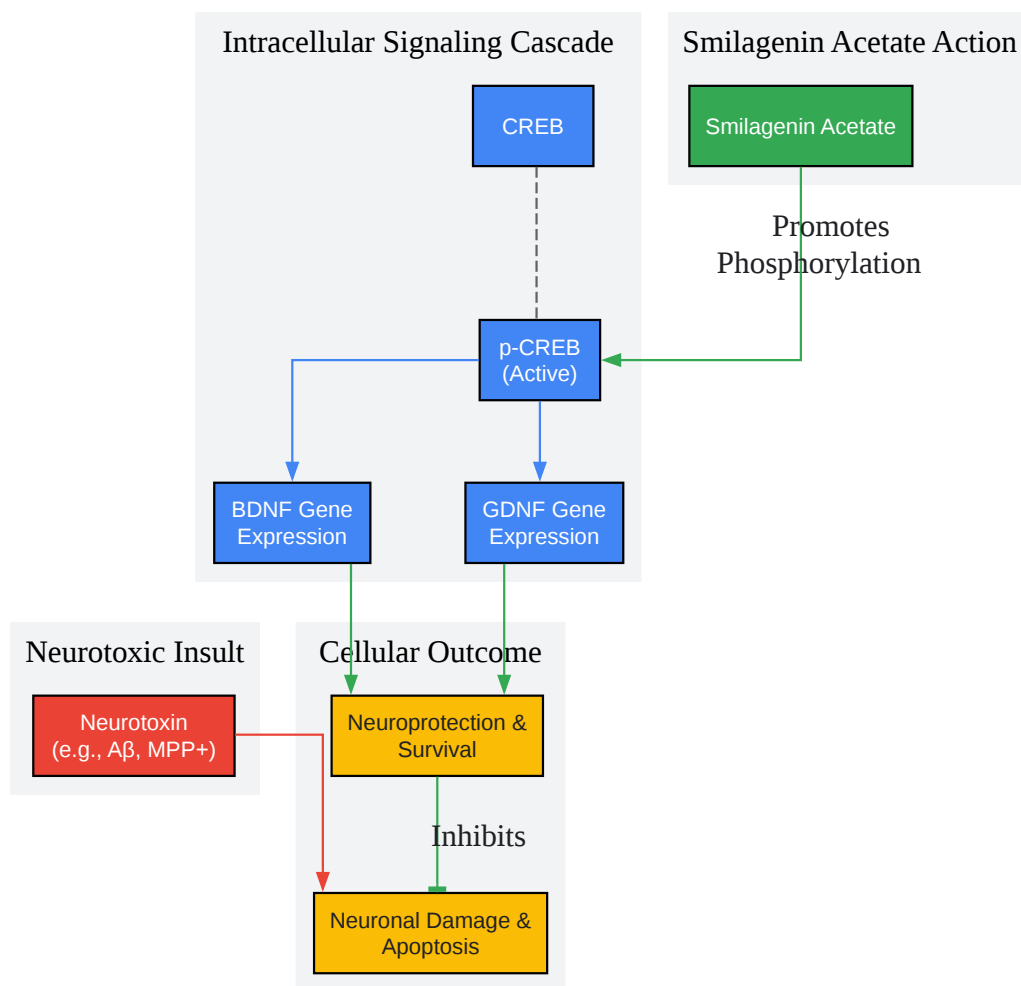 Intracellular Signaling Cascade
Smilagenin Acetate Action
CREB
Smilagenin Acetate
Promotes
Phosphorylation
p-CREB
(Active)
BDNF Gene
Expression
GDNF Gene
Expression
Neurotoxic Insult
Cellular Outcome
Neurotoxin
(e.g., Aβ, MPP+)
Neuroprotection &
Survival
Inhibits
Neuronal Damage &
Apoptosis